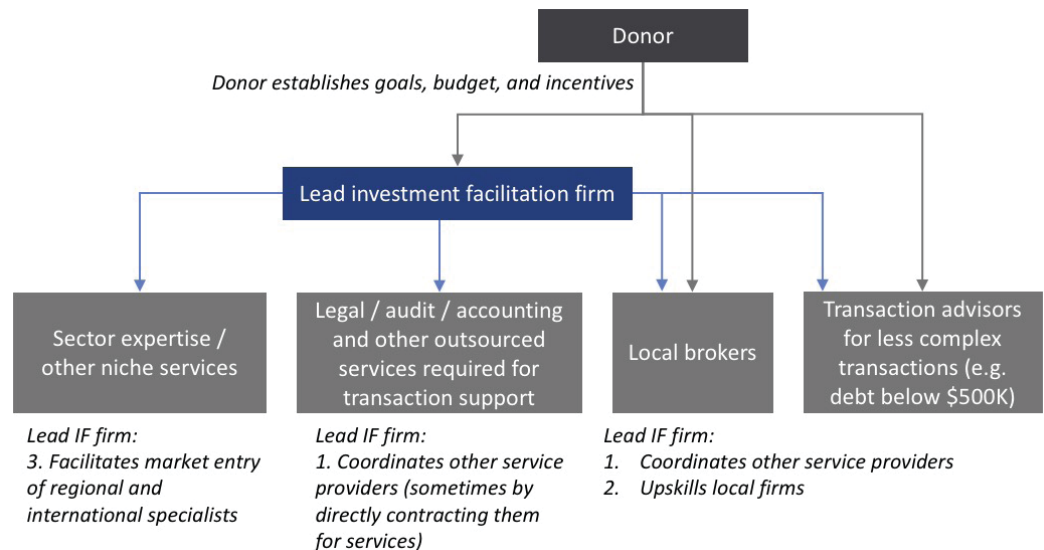 Donor
Donor establishes goals, budget, and incentives
Lead investment facilitation firm
Sector expertise /
other niche services
Legal / audit / accounting
and other outsourced
services required for
transaction support
Local brokers
Transaction advisors
for less complex
transactions (e.g.
debt below $500K)
Lead IF firm:
3. Facilitates market entry
of regional and
international specialists
Lead IF firm:
1. Coordinates other service
providers (sometimes by
directly contracting them
for services)
Lead IF firm:
1. Coordinates other service providers
2. Upskills local firms